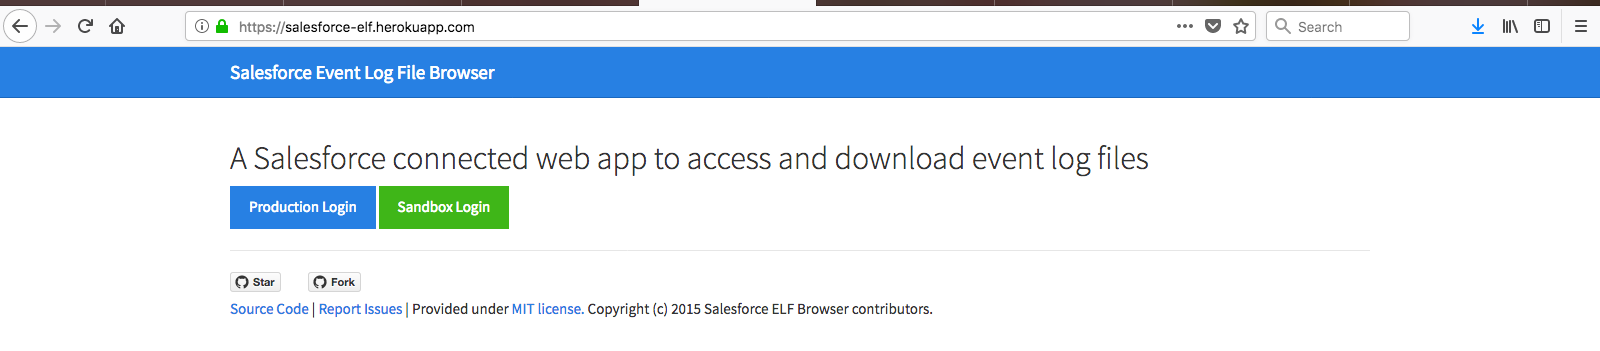 https://salesforce-elf.herokuapp.com
Search
Salesforce Event Log File Browser
A Salesforce connected web app to access and download event log files
Production Login Sandbox Login
Star Fork
Source Code | Report Issues | Provided under MIT license. Copyright (c) 2015 Salesforce ELF Browser contributors.